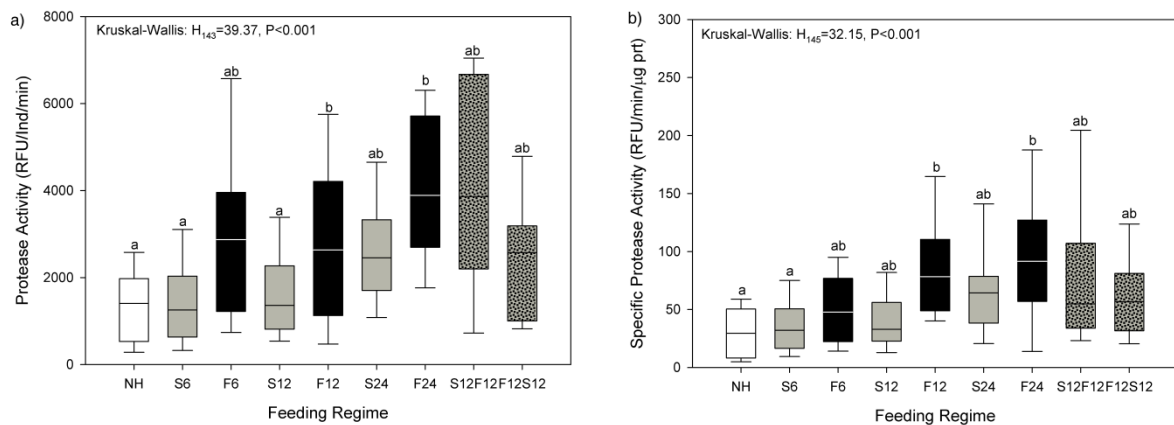 a)
Kruskal-Wallis: H143=39.37, P<0.001
Protease Activity (RFU/Ind/min)
8000
6000
4000
2000
0
a a ab a b ab b ab ab
NH S6 F6 S12 F12 S24 F24 S12F12 F12S12
Feeding Regime
b)
Kruskal-Wallis: H145=32.15, P<0.001
Specific Protease Activity (RFU/min/µg prt)
300
250
200
150
100
50
0
a a ab ab b ab b ab ab
NH S6 F6 S12 F12 S24 F24 S12F12 F12S12
Feeding Regime